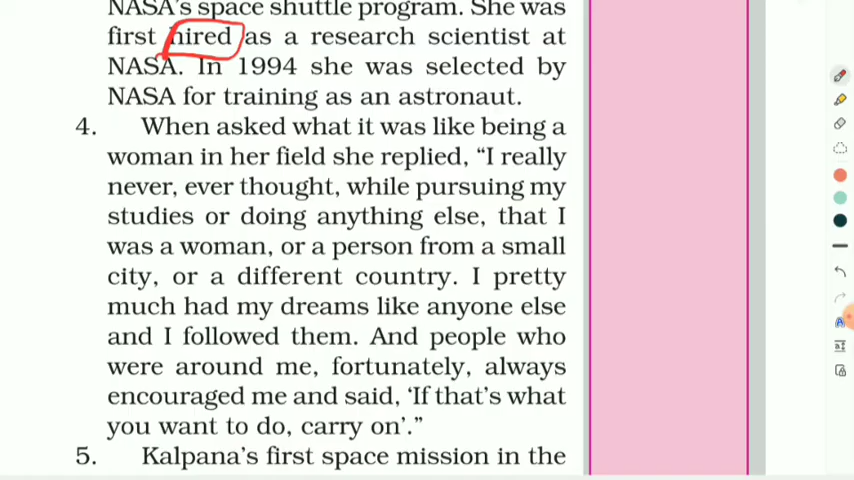 NASA's space shuttle program. She was
first hired as a research scientist at
NASA. In 1994 she was selected by
NASA for training as an astronaut.
4. When asked what it was like being a
woman in her field she replied, “I really
never, ever thought, while pursuing my
studies or doing anything else, that I
was a woman, or a person from a small
city, or a different country. I pretty
much had my dreams like anyone else
and I followed them. And people who
were around me, fortunately, always
encouraged me and said, ‘If that’s what
you want to do, carry on’.”
5. Kalpana’s first space mission in the